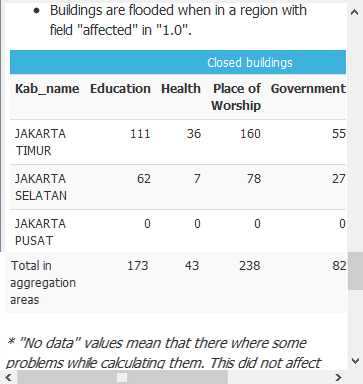 • Buildings are flooded when in a region with
field "affected" in "1.0".
Closed buildings
Kab_name Education Health Place of Worship Government
JAKARTA TIMUR 111 36 160 55
JAKARTA SELATAN 62 7 78 27
JAKARTA PUSAT 0 0 0 0
Total in aggregation areas 173 43 238 82
* "No data" values mean that there where some
problems while calculating them. This did not affect